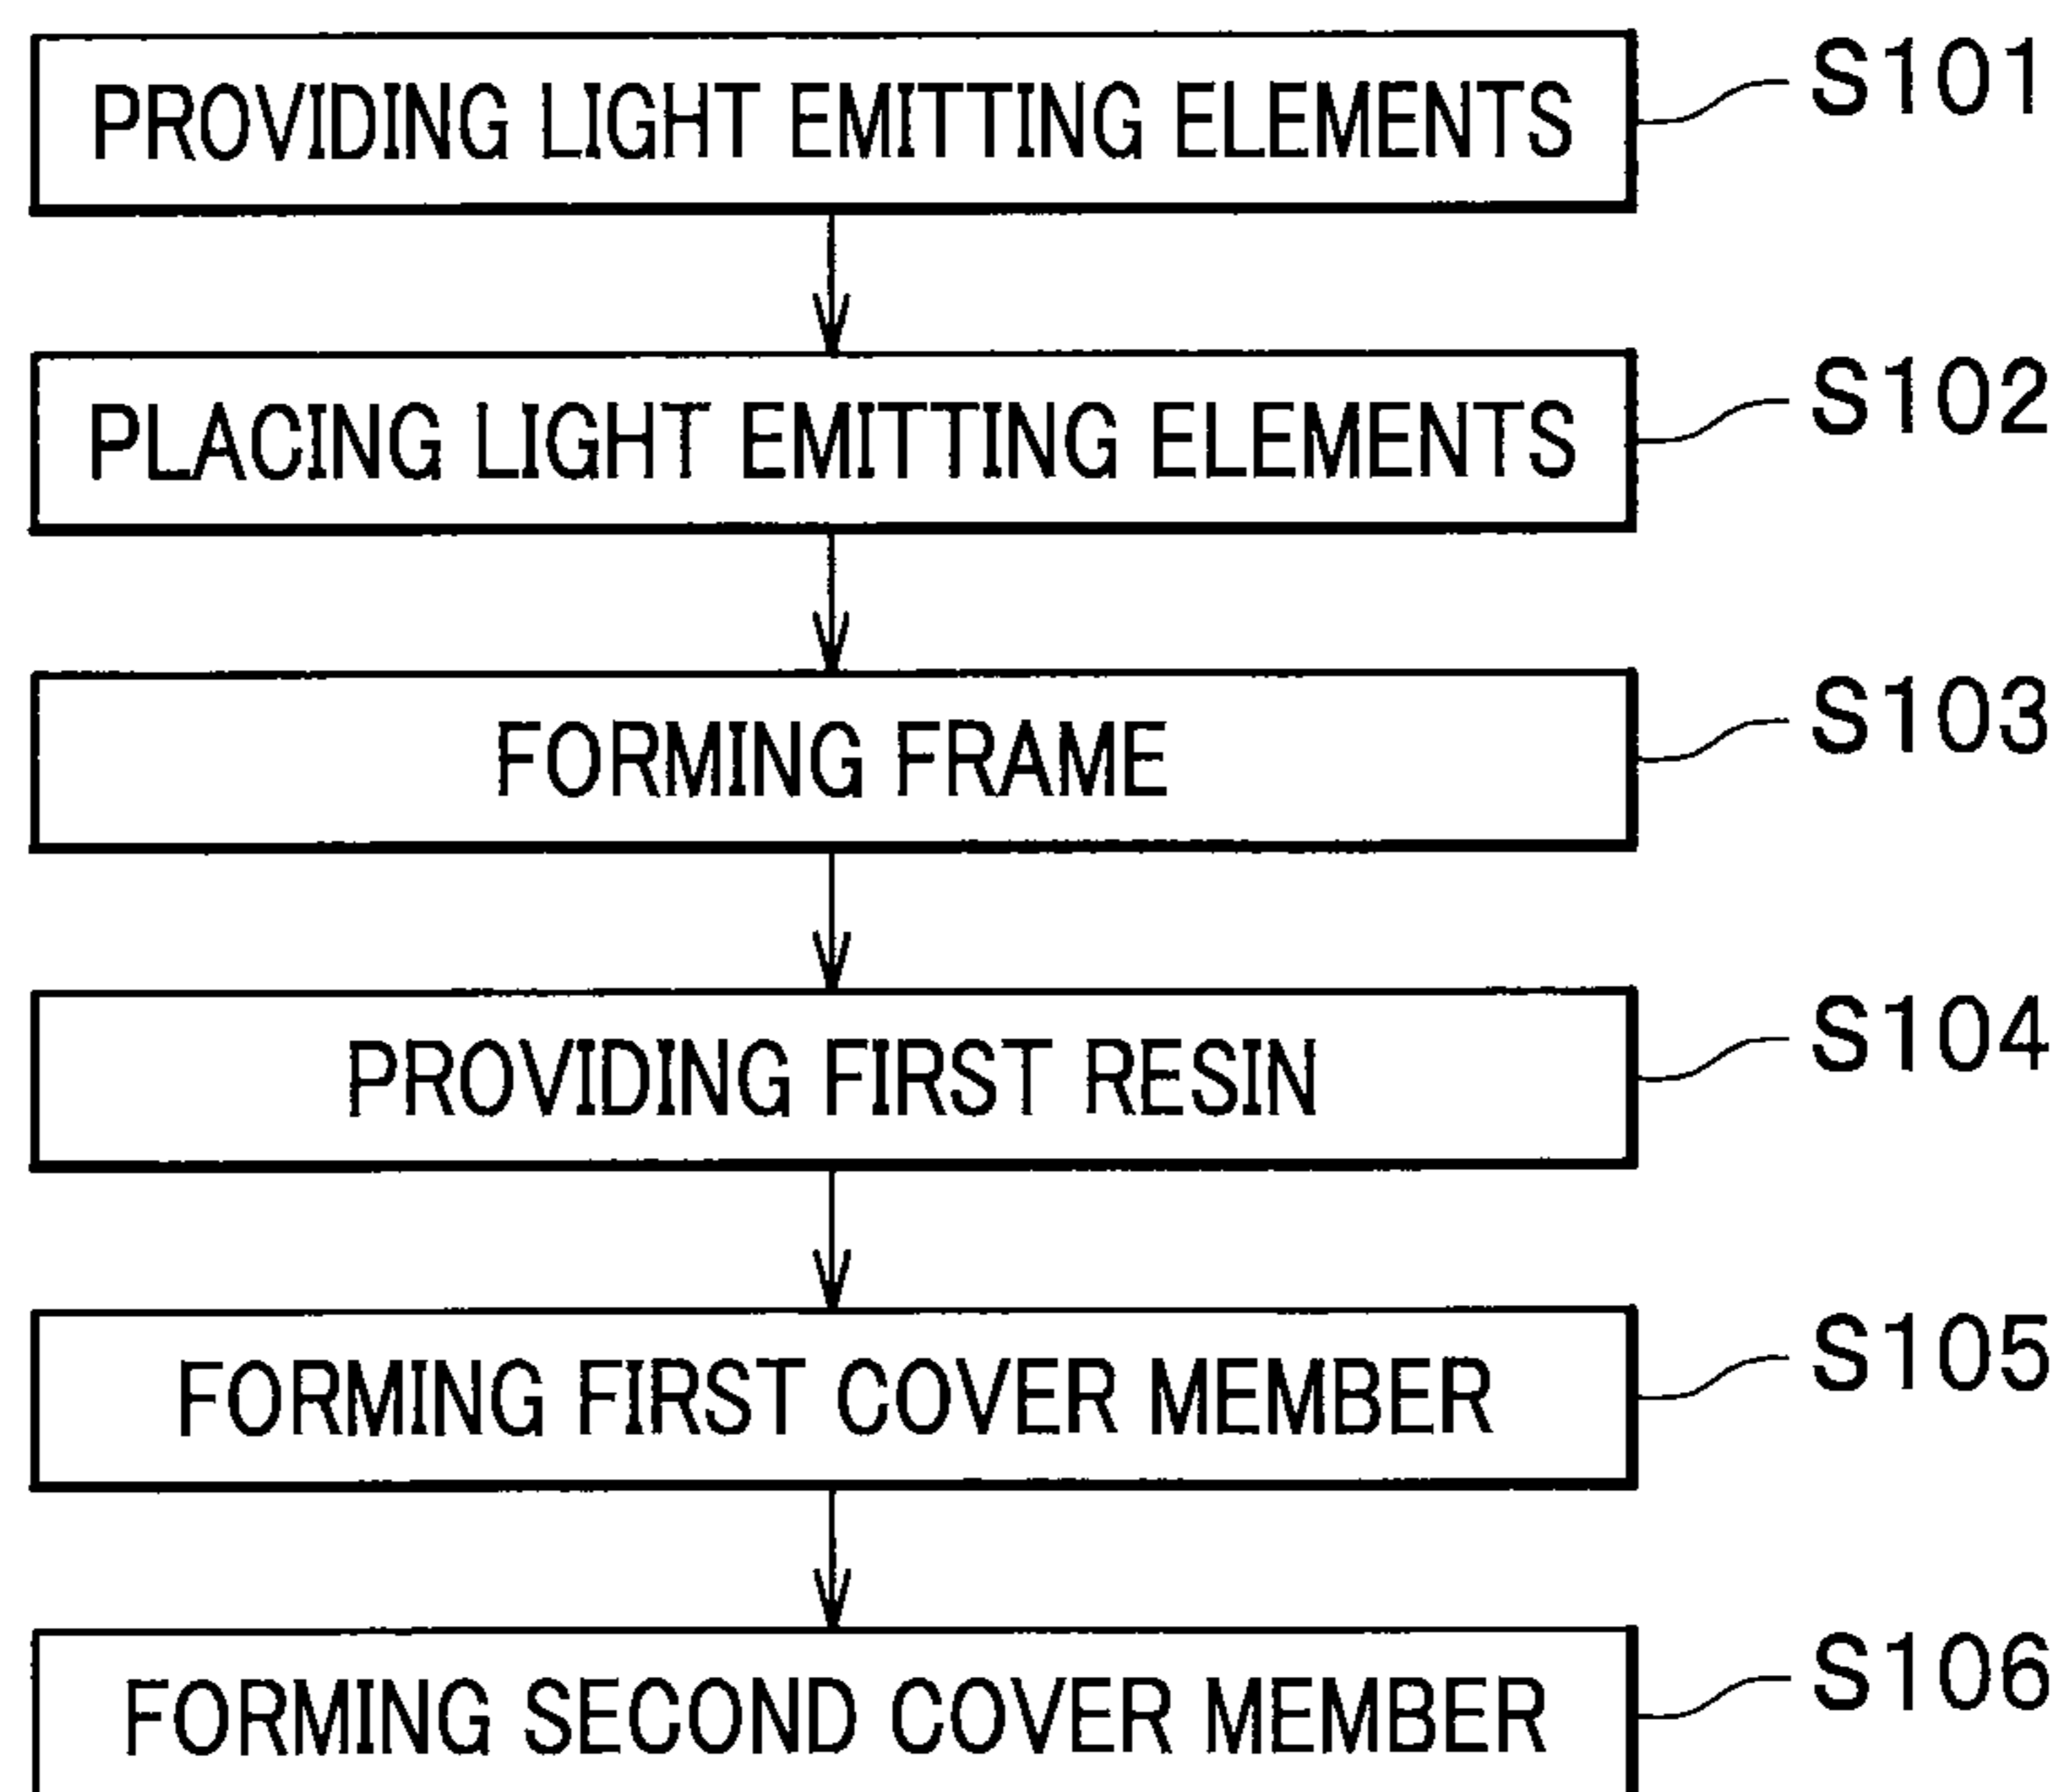 PROVIDING LIGHT EMITTING ELEMENTS S101
PLACING LIGHT EMITTING ELEMENTS S102
FORMING FRAME S103
PROVIDING FIRST RESIN S104
FORMING FIRST COVER MEMBER S105
FORMING SECOND COVER MEMBER S106